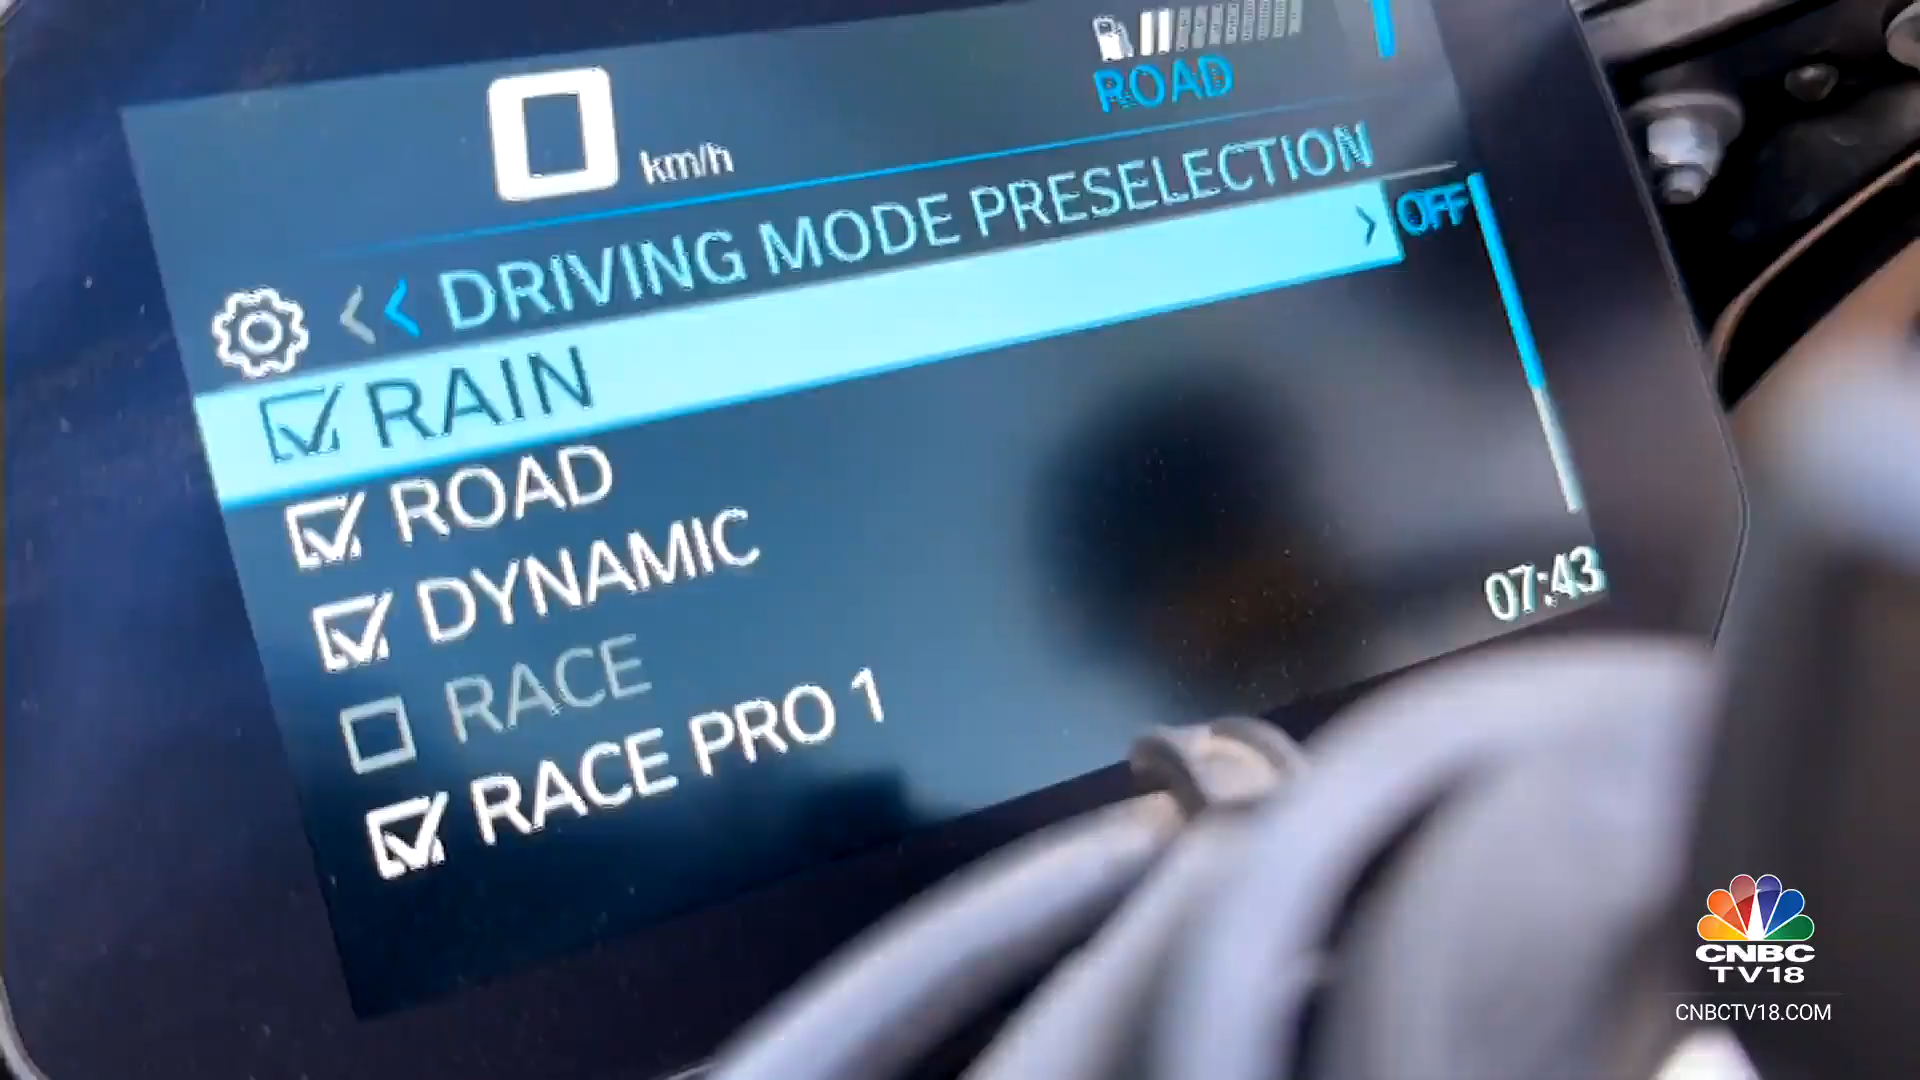 0 km/h
ROAD
DRIVING MODE PRESELECTION
RAIN
OFF
ROAD
DYNAMIC
RACE
RACE PRO 1
07:43
CNBC
TV18
CNBCTV18.COM